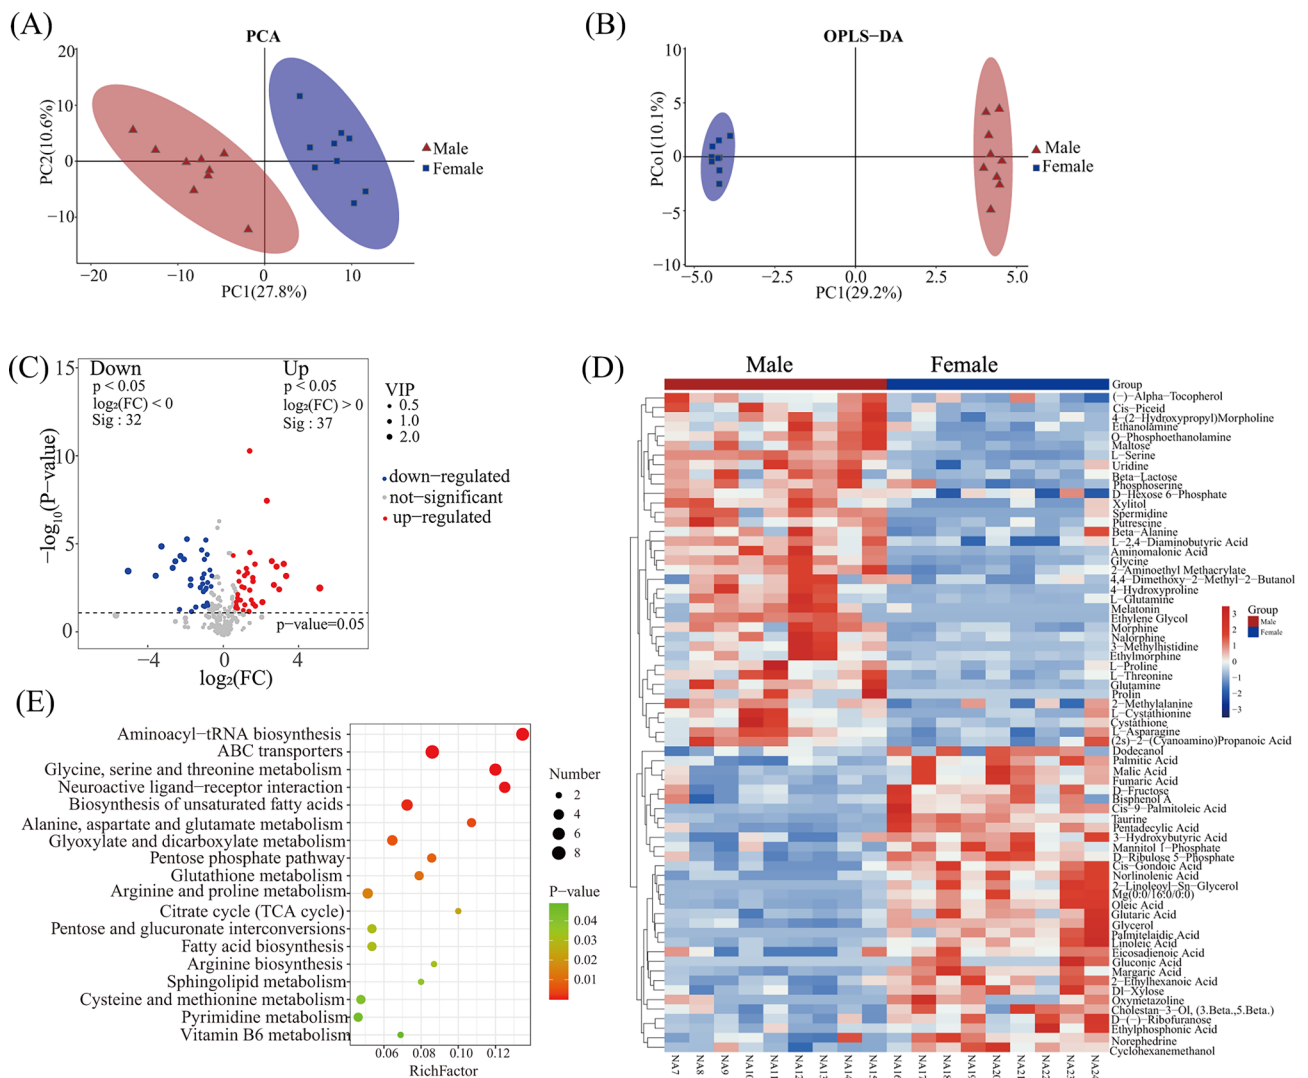 (A)
PCA
20
10
0
−10
PC2(10.6%)
−20
−10
0
10
PC1(27.8%)
Male
Female
(B)
OPLS−DA
10
5
0
−5
−10
PCo1(10.1%)
−5.0
−2.5
0.0
2.5
5.0
PC1(29.2%)
Male
Female
(C)
15
10
5
0
−log10(P−value)
Down
p < 0.05
log₂(FC) < 0
Sig : 32
Up
p < 0.05
log₂(FC) > 0
Sig : 37
p−value=0.05
−4
0
4
log₂(FC)
VIP
0.5
1.0
2.0
down−regulated
not−significant
up−regulated
(D)
Male
Female
Group
(−)−Alpha−Tocopherol
Cis−Piceid
4−(2−Hydroxypropyl)Morpholine
Ethanolamine
O−Phosphoethanolamine
Maltose
L−Serine
Uridine
Beta−Lactose
Phosphoserine
D−Hexose 6−Phosphate
Xylitol
Spermidine
Putrescine
Beta−Alanine
L−2,4−Diaminobutyric Acid
Aminomalonic Acid
Glycine
2−Aminoethyl Methacrylate
4,4−Dimethoxy−2−Methyl−2−Butanol
4−Hydroxyproline
L−Glutamine
Melatonin
Ethylene Glycol
Morphine
Nalorphine
3−Methylhistidine
Ethylmorphine
L−Proline
L−Threonine
Glutamine
Prolin
2−Methylalanine
L−Cystathionine
Cystathione
L−Asparagine
(2s)−2−(Cyanoamino)Propanoic Acid
Dodecanol
Palmitic Acid
Malic Acid
Fumaric Acid
D−Fructose
Bisphenol A
Cis−9−Palmitoleic Acid
Taurine
Pentadecylic Acid
3−Hydroxybutyric Acid
Mannitol 1−Phosphate
D−Ribulose 5−Phosphate
Cis−Gondoic Acid
Norlinolenic Acid
2−Linoleoyl−Sn−Glycerol
Mg(0:0/16:0/0:0)
Oleic Acid
Glutaric Acid
Glycerol
Palmitelaidic Acid
Linoleic Acid
Eicosadienoic Acid
Gluconic Acid
Margaric Acid
2−Ethylhexanoic Acid
Dl−Xylose
Oxymetazoline
Cholestan−3−Ol, (3.Beta.,5.Beta.)
D−(−)−Ribofuranose
Ethylphosphonic Acid
Norephedrine
Cyclohexanemethanol
NA7
NA8
NA9
NA10
NA11
NA12
NA13
NA14
NA15
NA16
NA17
NA18
NA19
NA20
NA21
NA22
NA23
NA24
3
2
1
0
−1
−2
−3
Group
Male
Female
(E)
Aminoacyl−tRNA biosynthesis
ABC transporters
Glycine, serine and threonine metabolism
Neuroactive ligand−receptor interaction
Biosynthesis of unsaturated fatty acids
Alanine, aspartate and glutamate metabolism
Glyoxylate and dicarboxylate metabolism
Pentose phosphate pathway
Glutathione metabolism
Arginine and proline metabolism
Citrate cycle (TCA cycle)
Pentose and glucuronate interconversions
Fatty acid biosynthesis
Arginine biosynthesis
Sphingolipid metabolism
Cysteine and methionine metabolism
Pyrimidine metabolism
Vitamin B6 metabolism
0.06
0.08
0.10
0.12
RichFactor
Number
2
4
6
8
P−value
0.04
0.03
0.02
0.01